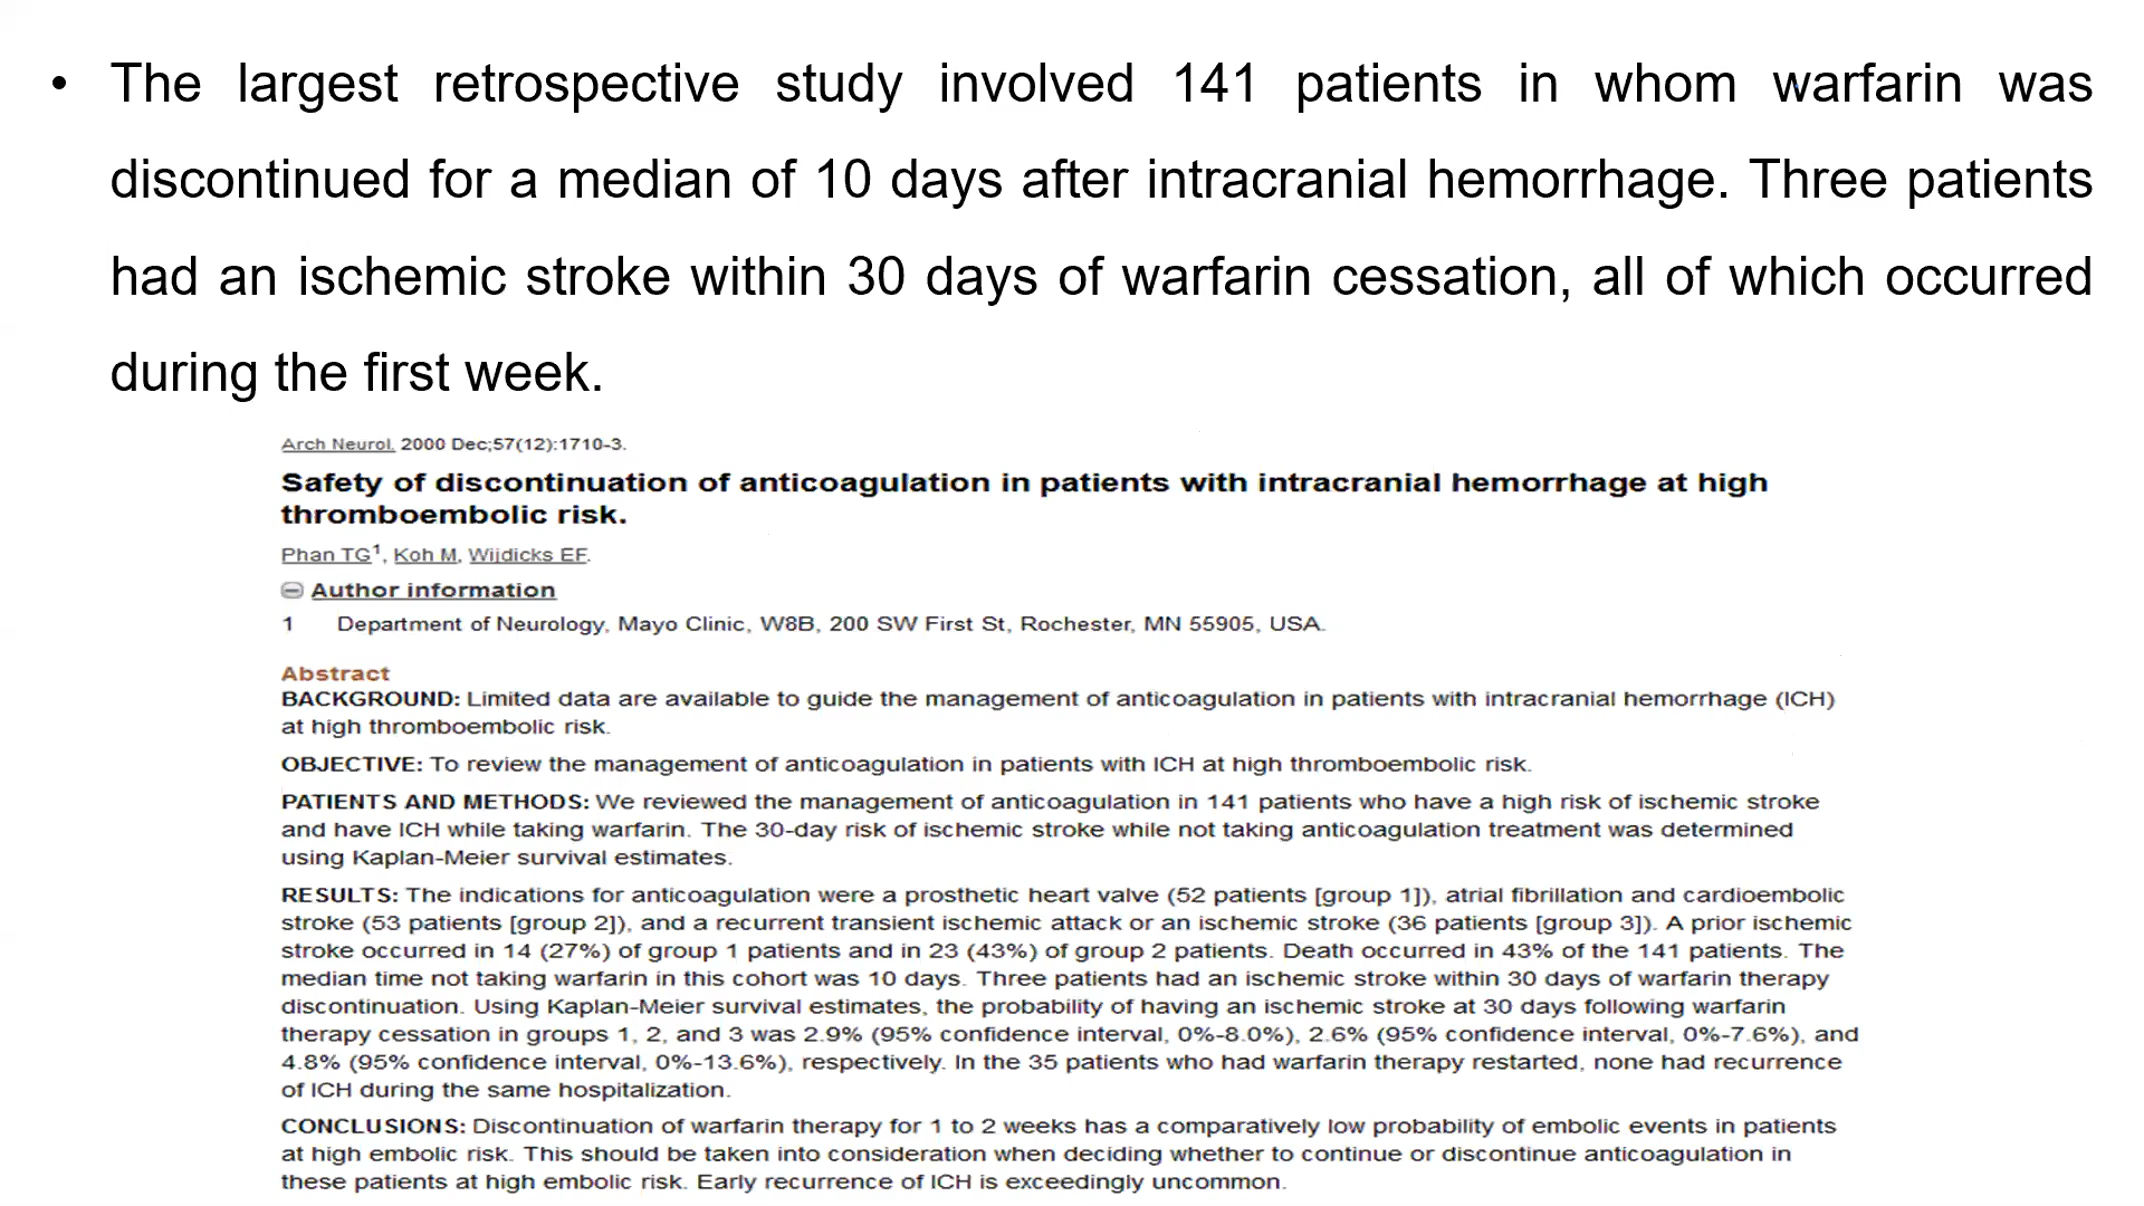 • The largest retrospective study involved 141 patients in whom warfarin was
discontinued for a median of 10 days after intracranial hemorrhage. Three patients
had an ischemic stroke within 30 days of warfarin cessation, all of which occurred
during the first week.
Arch Neurol. 2000 Dec;57(12):1710-3.
Safety of discontinuation of anticoagulation in patients with intracranial hemorrhage at high
thromboembolic risk.
Phan TG1, Koh M, Wijdicks EF.
Author information
1 Department of Neurology, Mayo Clinic, W8B, 200 SW First St, Rochester, MN 55905, USA.
Abstract
BACKGROUND: Limited data are available to guide the management of anticoagulation in patients with intracranial hemorrhage (ICH)
at high thromboembolic risk.
OBJECTIVE: To review the management of anticoagulation in patients with ICH at high thromboembolic risk.
PATIENTS AND METHODS: We reviewed the management of anticoagulation in 141 patients who have a high risk of ischemic stroke
and have ICH while taking warfarin. The 30-day risk of ischemic stroke while not taking anticoagulation treatment was determined
using Kaplan-Meier survival estimates.
RESULTS: The indications for anticoagulation were a prosthetic heart valve (52 patients [group 1]), atrial fibrillation and cardioembolic
stroke (53 patients [group 2]), and a recurrent transient ischemic attack or an ischemic stroke (36 patients [group 3]). A prior ischemic
stroke occurred in 14 (27%) of group 1 patients and in 23 (43%) of group 2 patients. Death occurred in 43% of the 141 patients. The
median time not taking warfarin in this cohort was 10 days. Three patients had an ischemic stroke within 30 days of warfarin therapy
discontinuation. Using Kaplan-Meier survival estimates, the probability of having an ischemic stroke at 30 days following warfarin
therapy cessation in groups 1, 2, and 3 was 2.9% (95% confidence interval, 0%-8.0%), 2.6% (95% confidence interval, 0%-7.6%), and
4.8% (95% confidence interval, 0%-13.6%), respectively. In the 35 patients who had warfarin therapy restarted, none had recurrence
of ICH during the same hospitalization.
CONCLUSIONS: Discontinuation of warfarin therapy for 1 to 2 weeks has a comparatively low probability of embolic events in patients
at high embolic risk. This should be taken into consideration when deciding whether to continue or discontinue anticoagulation in
these patients at high embolic risk. Early recurrence of ICH is exceedingly uncommon.